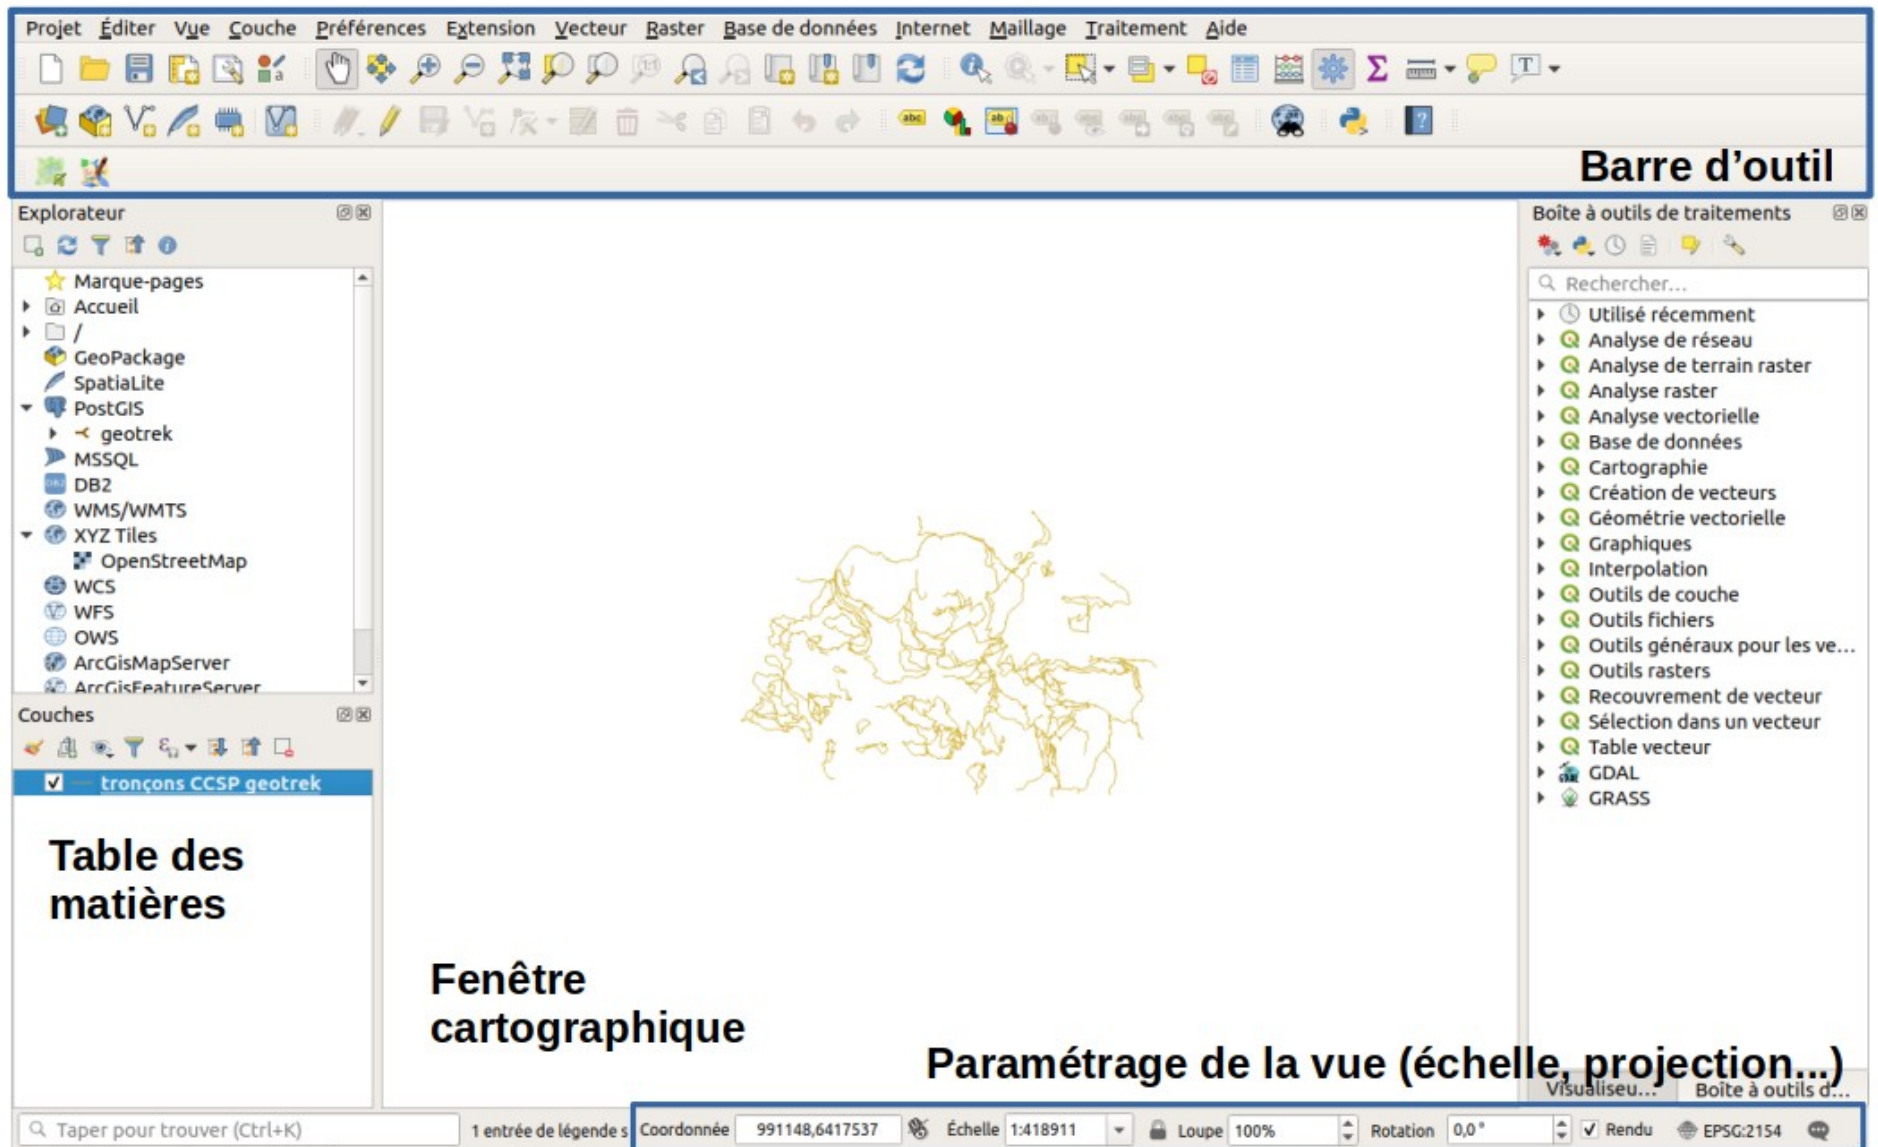 Projet Éditer Vue Couche Préférences Extension Vecteur Raster Base de données Internet Maillage Traitement Aide
Barre d'outil
Explorateur
Marque-pages
Accueil
/
GeoPackage
SpatiaLite
PostGIS
geotrek
MSSQL
DB2
WMS/WMTS
XYZ Tiles
OpenStreetMap
WCS
WFS
OWS
ArcGisMapServer
ArcGisFeatureServer
Couches
tronçons CCSP geotrek
Table des
matières
Fenêtre
cartographique
Boîte à outils de traitements
Rechercher...
Utilisé récemment
Analyse de réseau
Analyse de terrain raster
Analyse raster
Analyse vectorielle
Base de données
Cartographie
Création de vecteurs
Géométrie vectorielle
Graphiques
Interpolation
Outils de couche
Outils fichiers
Outils généraux pour les ve...
Outils rasters
Recouvrement de vecteur
Sélection dans un vecteur
Table vecteur
GDAL
GRASS
Paramétrage de la vue (échelle, projection...)
Visualiseu... Boîte à outils d...
Taper pour trouver (Ctrl+K) 1 entrée de légende s Coordonnée 991148,6417537 Échelle 1:418911 Loupe 100% Rotation 0,0 ° Rendu EPSG:2154